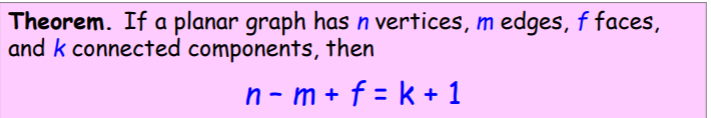 Theorem. If a planar graph has n vertices, m edges, f faces,
and k connected components, then
n - m + f = k + 1